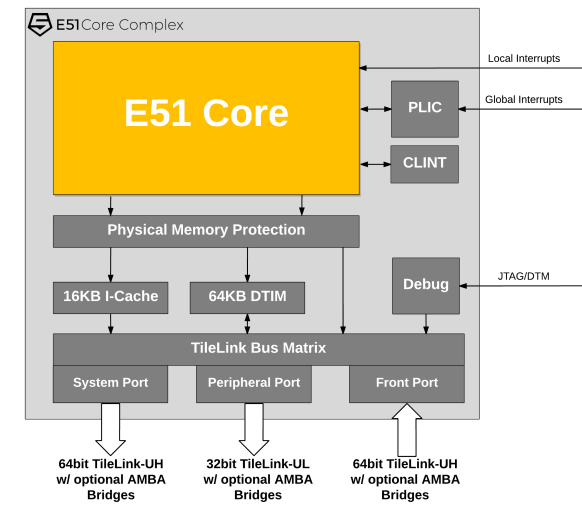 E51 Core Complex
Local Interrupts
E51 Core
PLIC
Global Interrupts
CLINT
Physical Memory Protection
16KB I-Cache
64KB DTIM
Debug
JTAG/DTM
TileLink Bus Matrix
System Port
Peripheral Port
Front Port
64bit TileLink-UH
w/ optional AMBA
Bridges
32bit TileLink-UL
w/ optional AMBA
Bridges
64bit TileLink-UH
w/ optional AMBA
Bridges